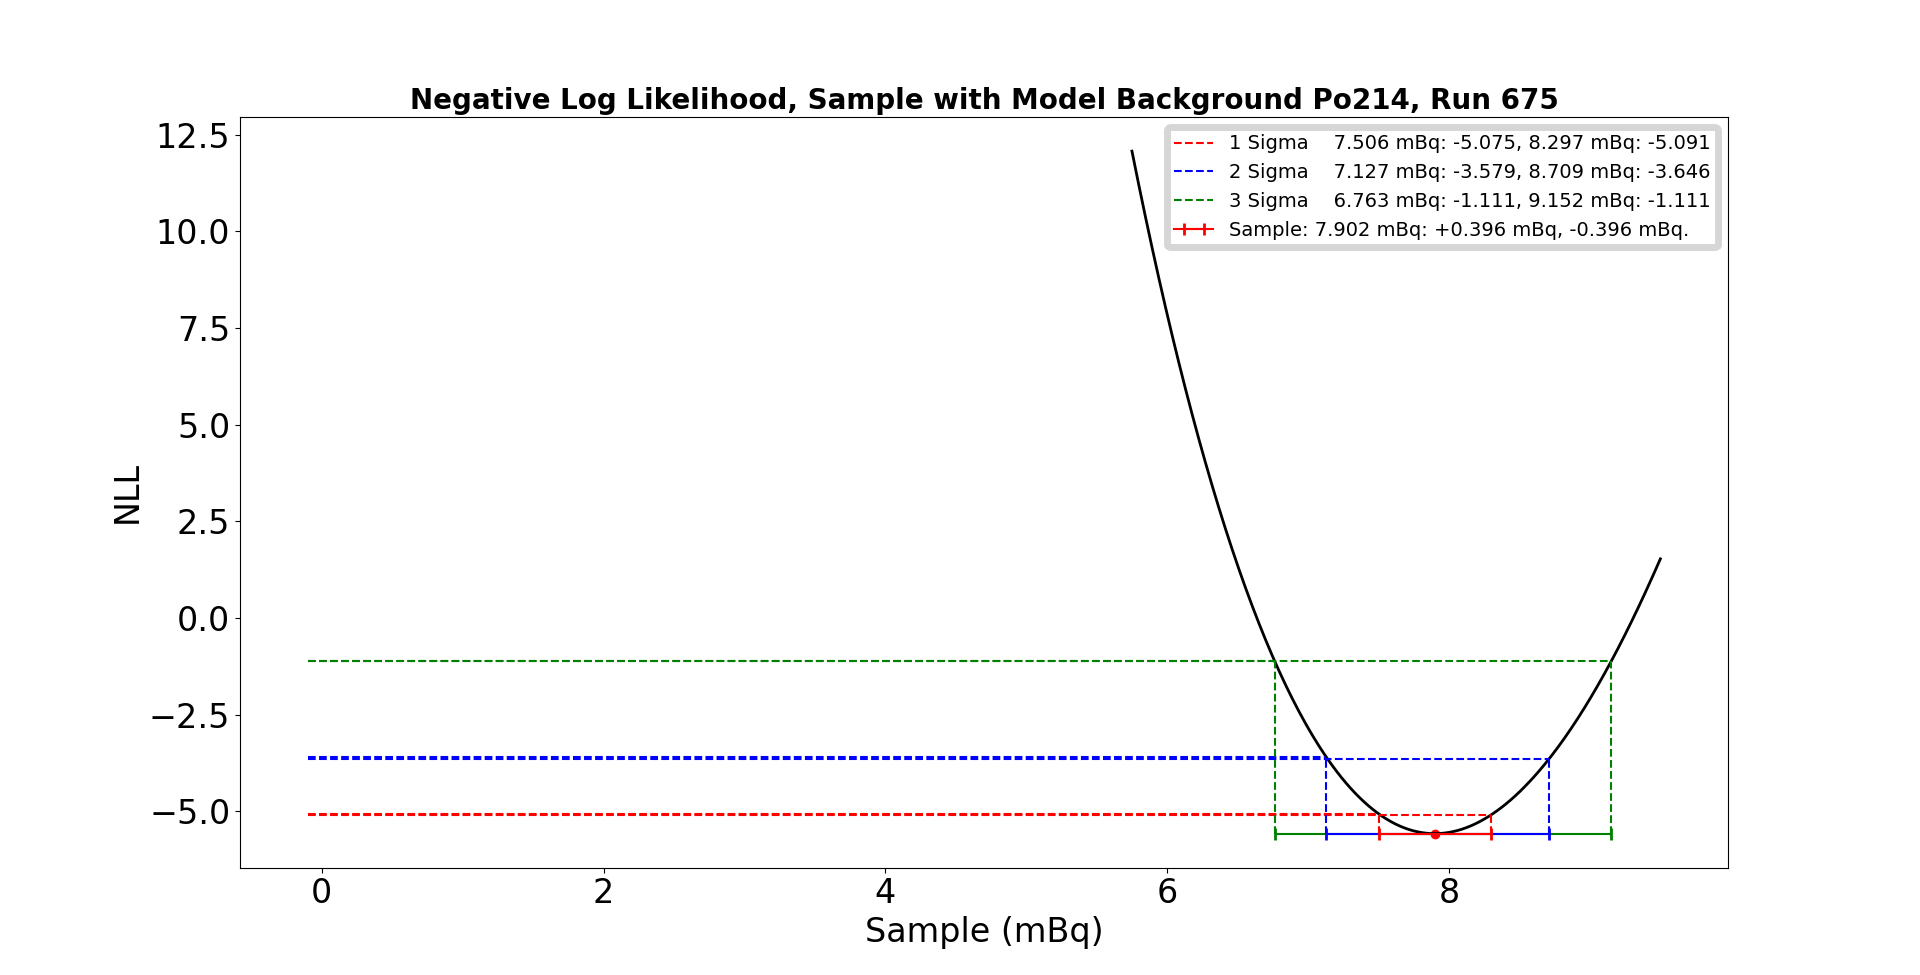 Negative Log Likelihood, Sample with Model Background Po214, Run 675
1 Sigma    7.506 mBq: -5.075, 8.297 mBq: -5.091
2 Sigma    7.127 mBq: -3.579, 8.709 mBq: -3.646
3 Sigma    6.763 mBq: -1.111, 9.152 mBq: -1.111
Sample: 7.902 mBq: +0.396 mBq, -0.396 mBq.
12.5
10.0
7.5
5.0
2.5
0.0
−2.5
−5.0
NLL
0 2 4 6 8
Sample (mBq)